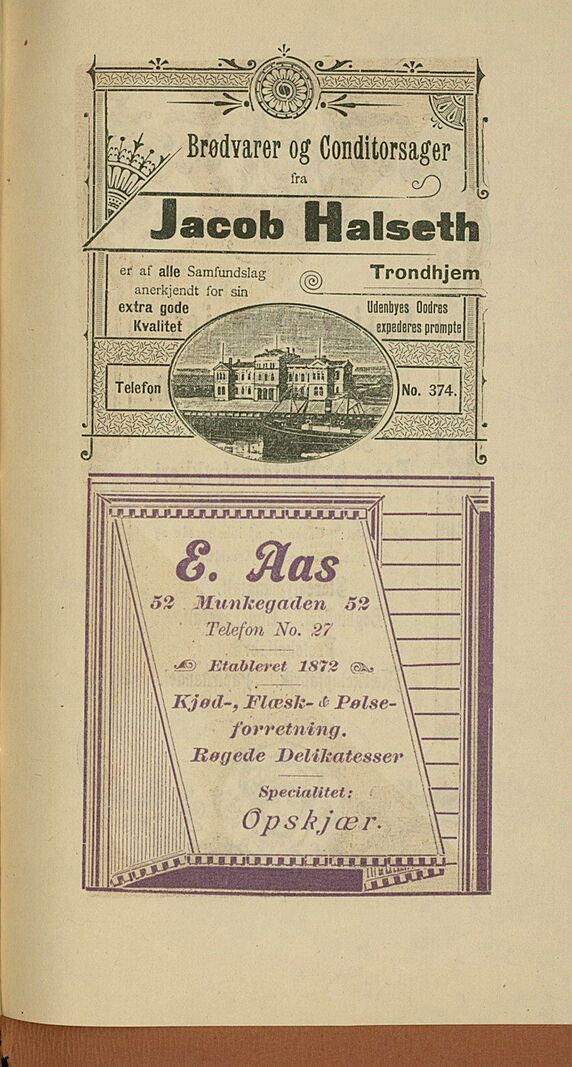 Brødvarer og Conditorsager
fra
Jacob Halseth
er af alle Samfundslag
anerkjendt for sin
extra gode
Kvalitet
Trondhjem
Udenbyes Oodres
expederes prompte
Telefon
No. 374.
E. Aas
52 Munkegaden 52
Telefon No. 27
Etableret 1872
Kjød-, Flæsk- & Pølse-
forretning.
Røgede Delikatesser
Specialitet:
Opskjær.